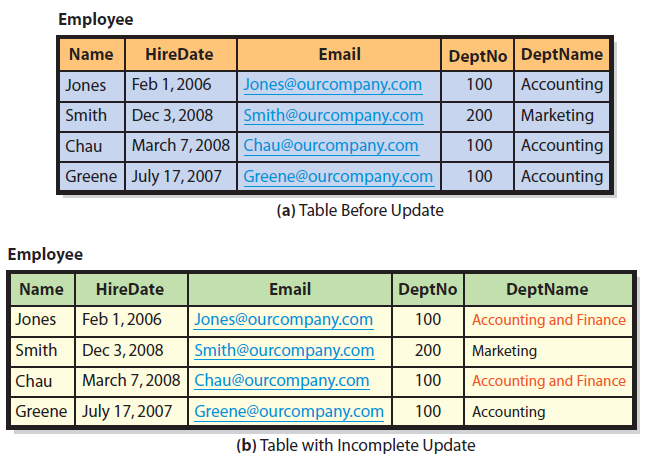 Employee
Name HireDate Email DeptNo DeptName
Jones Feb 1, 2006 Jones@ourcompany.com 100 Accounting
Smith Dec 3, 2008 Smith@ourcompany.com 200 Marketing
Chau March 7, 2008 Chau@ourcompany.com 100 Accounting
Greene July 17, 2007 Greene@ourcompany.com 100 Accounting
(a) Table Before Update
Employee
Name HireDate Email DeptNo DeptName
Jones Feb 1, 2006 Jones@ourcompany.com 100 Accounting and Finance
Smith Dec 3, 2008 Smith@ourcompany.com 200 Marketing
Chau March 7, 2008 Chau@ourcompany.com 100 Accounting and Finance
Greene July 17, 2007 Greene@ourcompany.com 100 Accounting
(b) Table with Incomplete Update